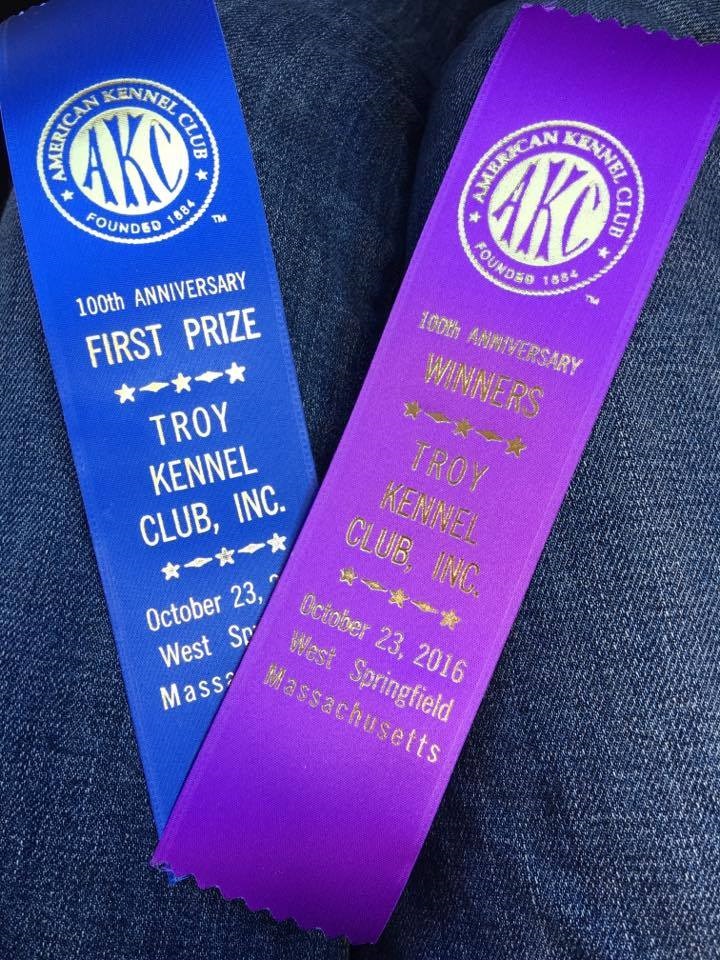 AMERICAN KENNEL CLUB
AKC
FOUNDED 1884
TM
100th ANNIVERSARY
FIRST PRIZE
TROY
KENNEL
CLUB, INC.
October 23,
West Sp
Massa
AMERICAN KENNEL CLUB
AKC
FOUNDED 1884
TM
100th ANNIVERSARY
WINNERS
TROY
KENNEL
CLUB, INC.
October 23, 2016
West Springfield
Massachusetts